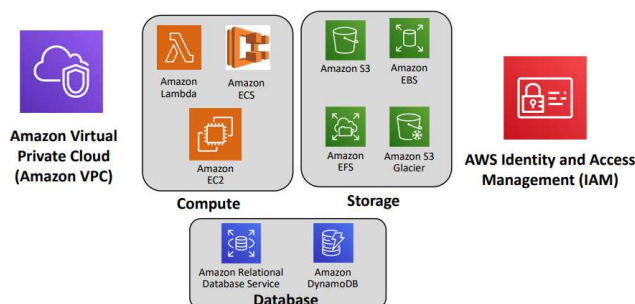 Amazon Virtual
Private Cloud
(Amazon VPC)
Amazon
Lambda
Amazon
ECS
Amazon
EC2
Compute
Amazon S3
Amazon
EBS
Amazon
EFS
Amazon S3
Glacier
Storage
AWS Identity and Access
Management (IAM)
Amazon Relational
Database Service
Amazon
DynamoDB
Database